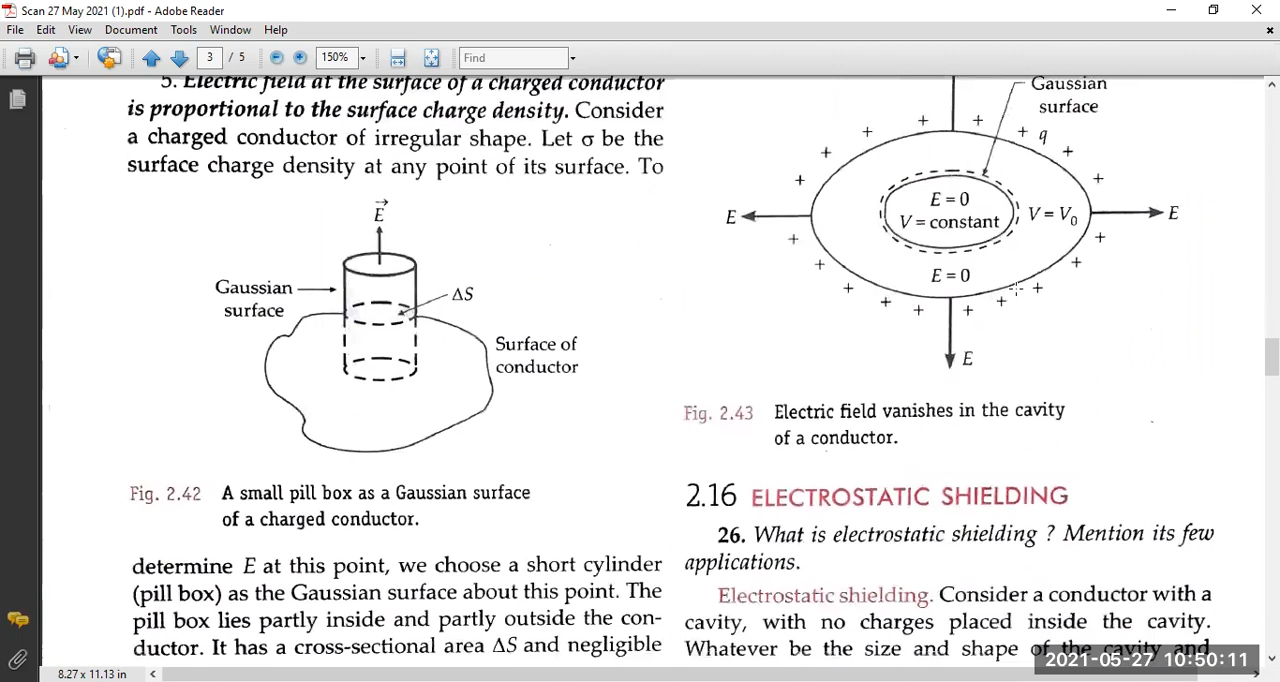 Scan 27 May 2021 (1).pdf - Adobe Reader
File Edit View Document Tools Window Help
3 / 5 150% Find
5. Electric field at the surface of a charged conductor
is proportional to the surface charge density. Consider
a charged conductor of irregular shape. Let σ be the
surface charge density at any point of its surface. To
E
Gaussian
surface
ΔS
Surface of
conductor
Fig. 2.42 A small pill box as a Gaussian surface
of a charged conductor.
determine E at this point, we choose a short cylinder
(pill box) as the Gaussian surface about this point. The
pill box lies partly inside and partly outside the con-
ductor. It has a cross-sectional area ΔS and negligible
Gaussian
surface
q
E = 0
V = constant
V = V0
E
E
E = 0
E
Fig. 2.43 Electric field vanishes in the cavity
of a conductor.
2.16 ELECTROSTATIC SHIELDING
26. What is electrostatic shielding ? Mention its few
applications.
Electrostatic shielding. Consider a conductor with a
cavity, with no charges placed inside the cavity.
Whatever be the size and shape of the cavity and
2021-05-27 10:50:11
8.27 x 11.13 in